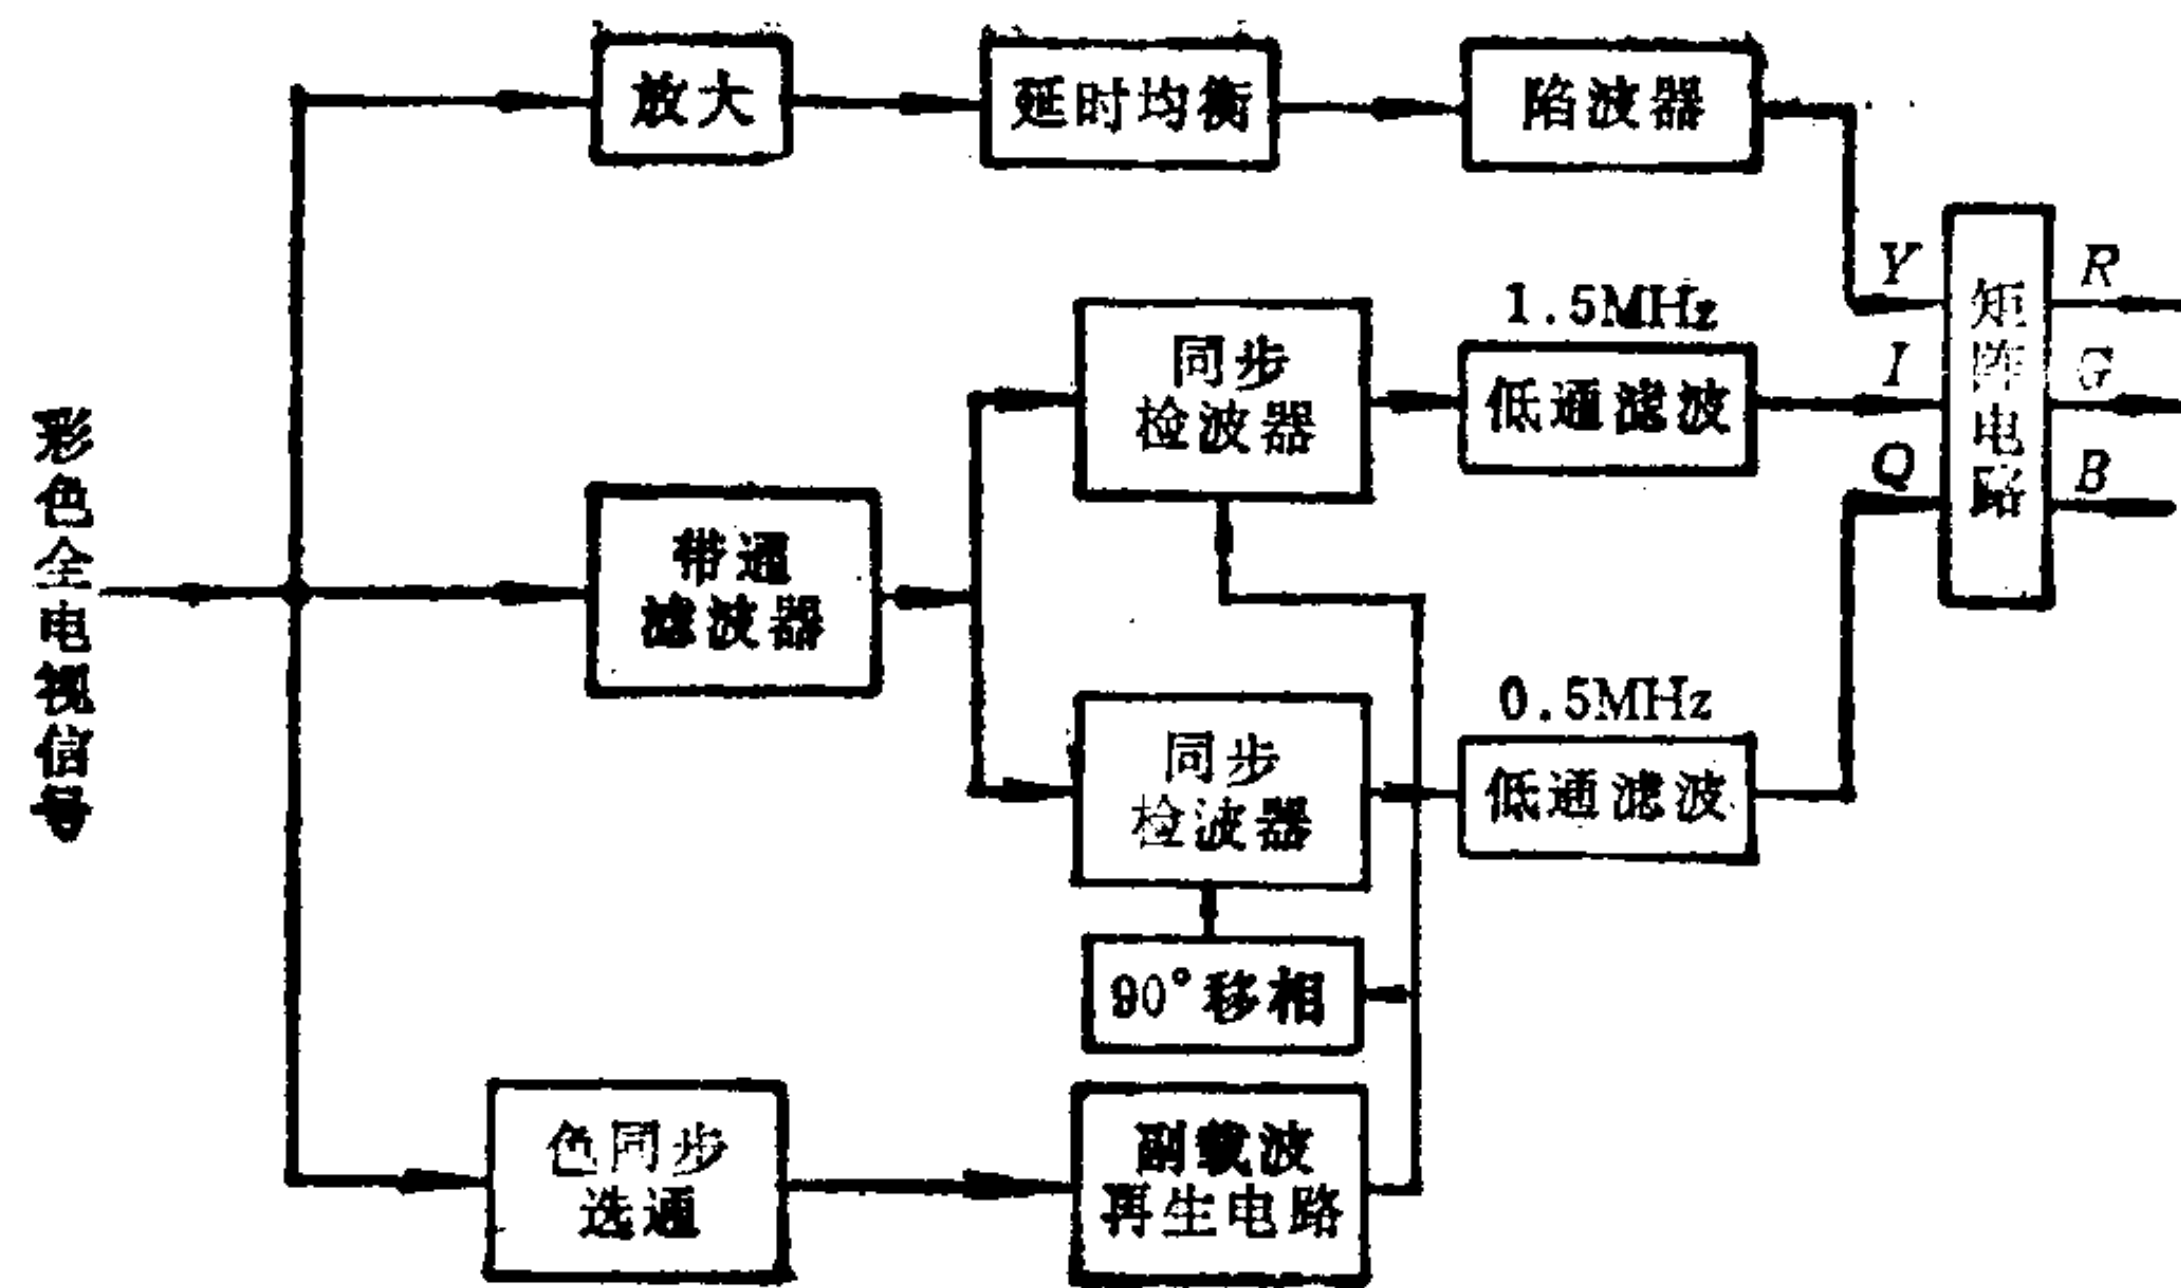 彩色全电视信号
放大
延时均衡
陷波器
带通
滤波器
同步
检波器
1.5MHz
低通滤波
同步
检波器
0.5MHz
低通滤波
90°移相
色同步
选通
副载波
再生电路
Y
I
Q
矩阵电路
R
G
B